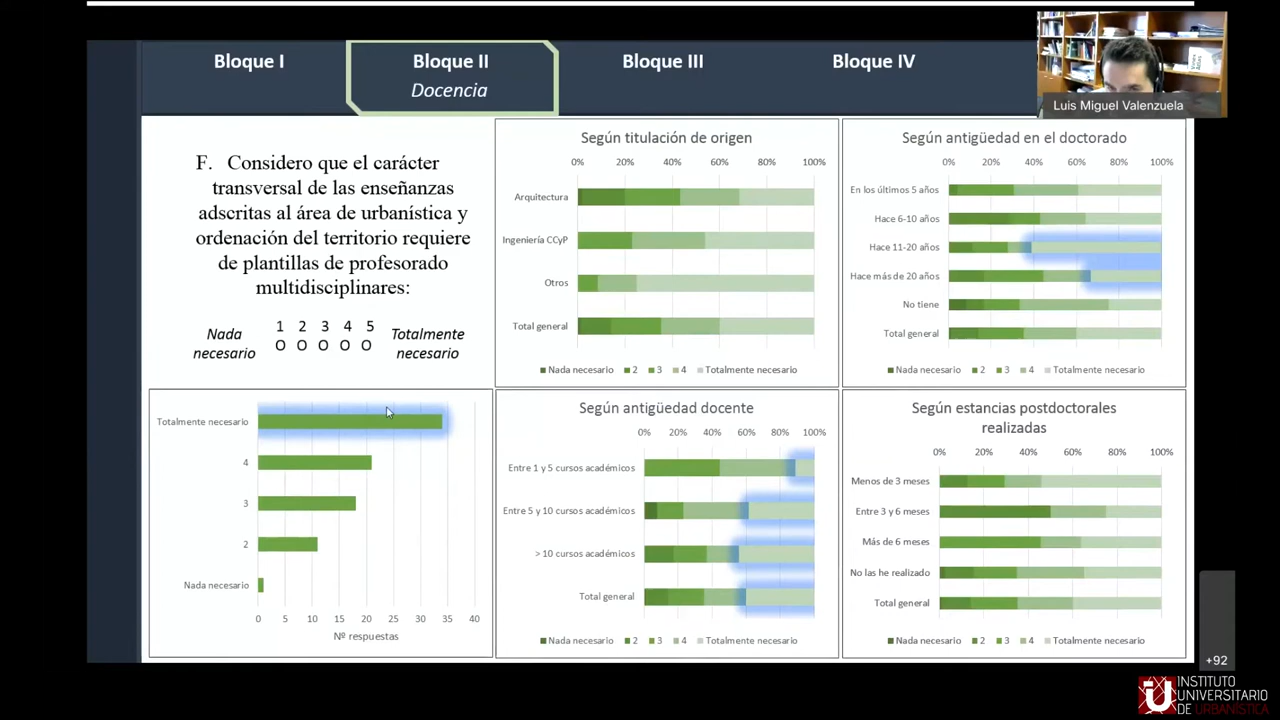 Bloque I
Bloque II
Docencia
Bloque III
Bloque IV
Luis Miguel Valenzuela
F. Considero que el carácter
transversal de las enseñanzas
adscritas al área de urbanística y
ordenación del territorio requiere
de plantillas de profesorado
multidisciplinares:
Nada
necesario
1 2 3 4 5
O O O O O
Totalmente
necesario
Según titulación de origen
0% 20% 40% 60% 80% 100%
Arquitectura
Ingeniería CCyP
Otros
Total general
Nada necesario 2 3 4 Totalmente necesario
Según antigüedad en el doctorado
0% 20% 40% 60% 80% 100%
En los últimos 5 años
Hace 6-10 años
Hace 11-20 años
Hace más de 20 años
No tiene
Total general
Nada necesario 2 3 4 Totalmente necesario
Totalmente necesario
4
3
2
Nada necesario
0 5 10 15 20 25 30 35 40
Nº respuestas
Según antigüedad docente
0% 20% 40% 60% 80% 100%
Entre 1 y 5 cursos académicos
Entre 5 y 10 cursos académicos
> 10 cursos académicos
Total general
Nada necesario 2 3 4 Totalmente necesario
Según estancias postdoctorales
realizadas
0% 20% 40% 60% 80% 100%
Menos de 3 meses
Entre 3 y 6 meses
Más de 6 meses
No las he realizado
Total general
Nada necesario 2 3 4 Totalmente necesario
+92
INSTITUTO
UNIVERSITARIO
DE URBANÍSTICA